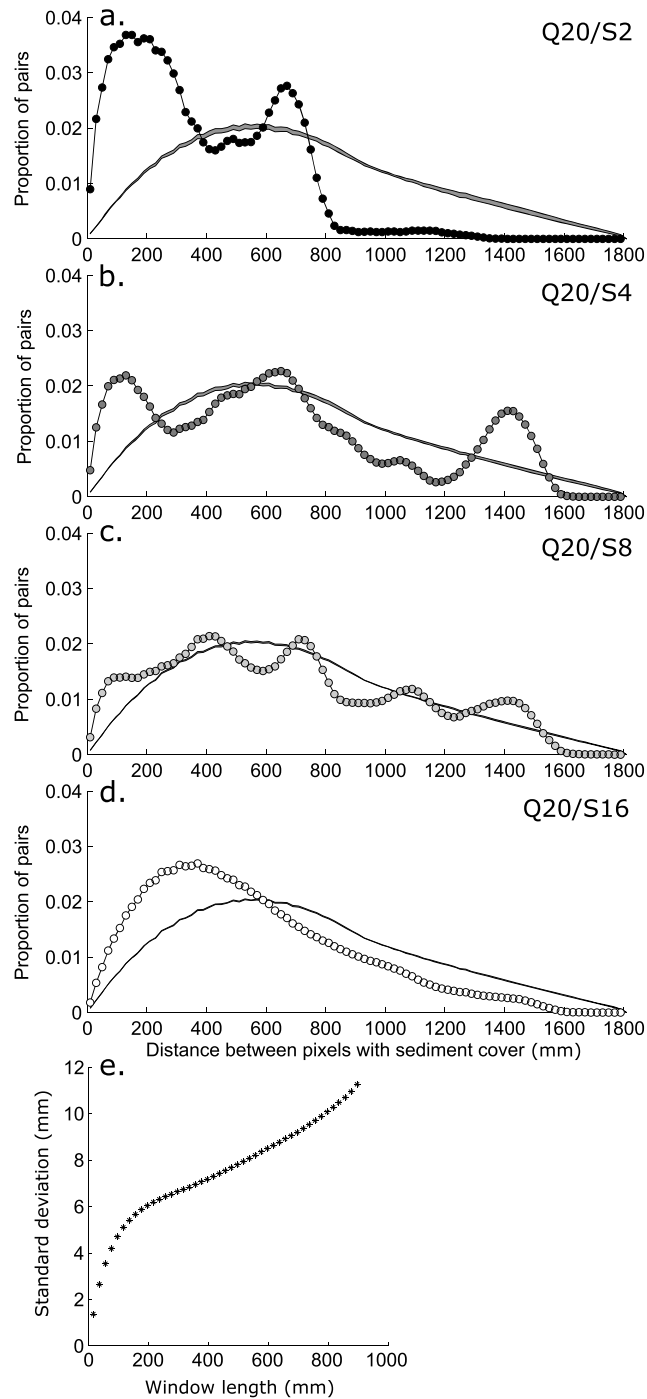 a.
Q20/S2
Proportion of pairs
0.04
0.03
0.02
0.01
0
0 200 400 600 800 1000 1200 1400 1600 1800
b.
Q20/S4
Proportion of pairs
0.04
0.03
0.02
0.01
0
0 200 400 600 800 1000 1200 1400 1600 1800
c.
Q20/S8
Proportion of pairs
0.04
0.03
0.02
0.01
0
0 200 400 600 800 1000 1200 1400 1600 1800
d.
Q20/S16
Proportion of pairs
0.04
0.03
0.02
0.01
0
0 200 400 600 800 1000 1200 1400 1600 1800
Distance between pixels with sediment cover (mm)
e.
Standard deviation (mm)
12
10
8
6
4
2
0
0 200 400 600 800 1000
Window length (mm)